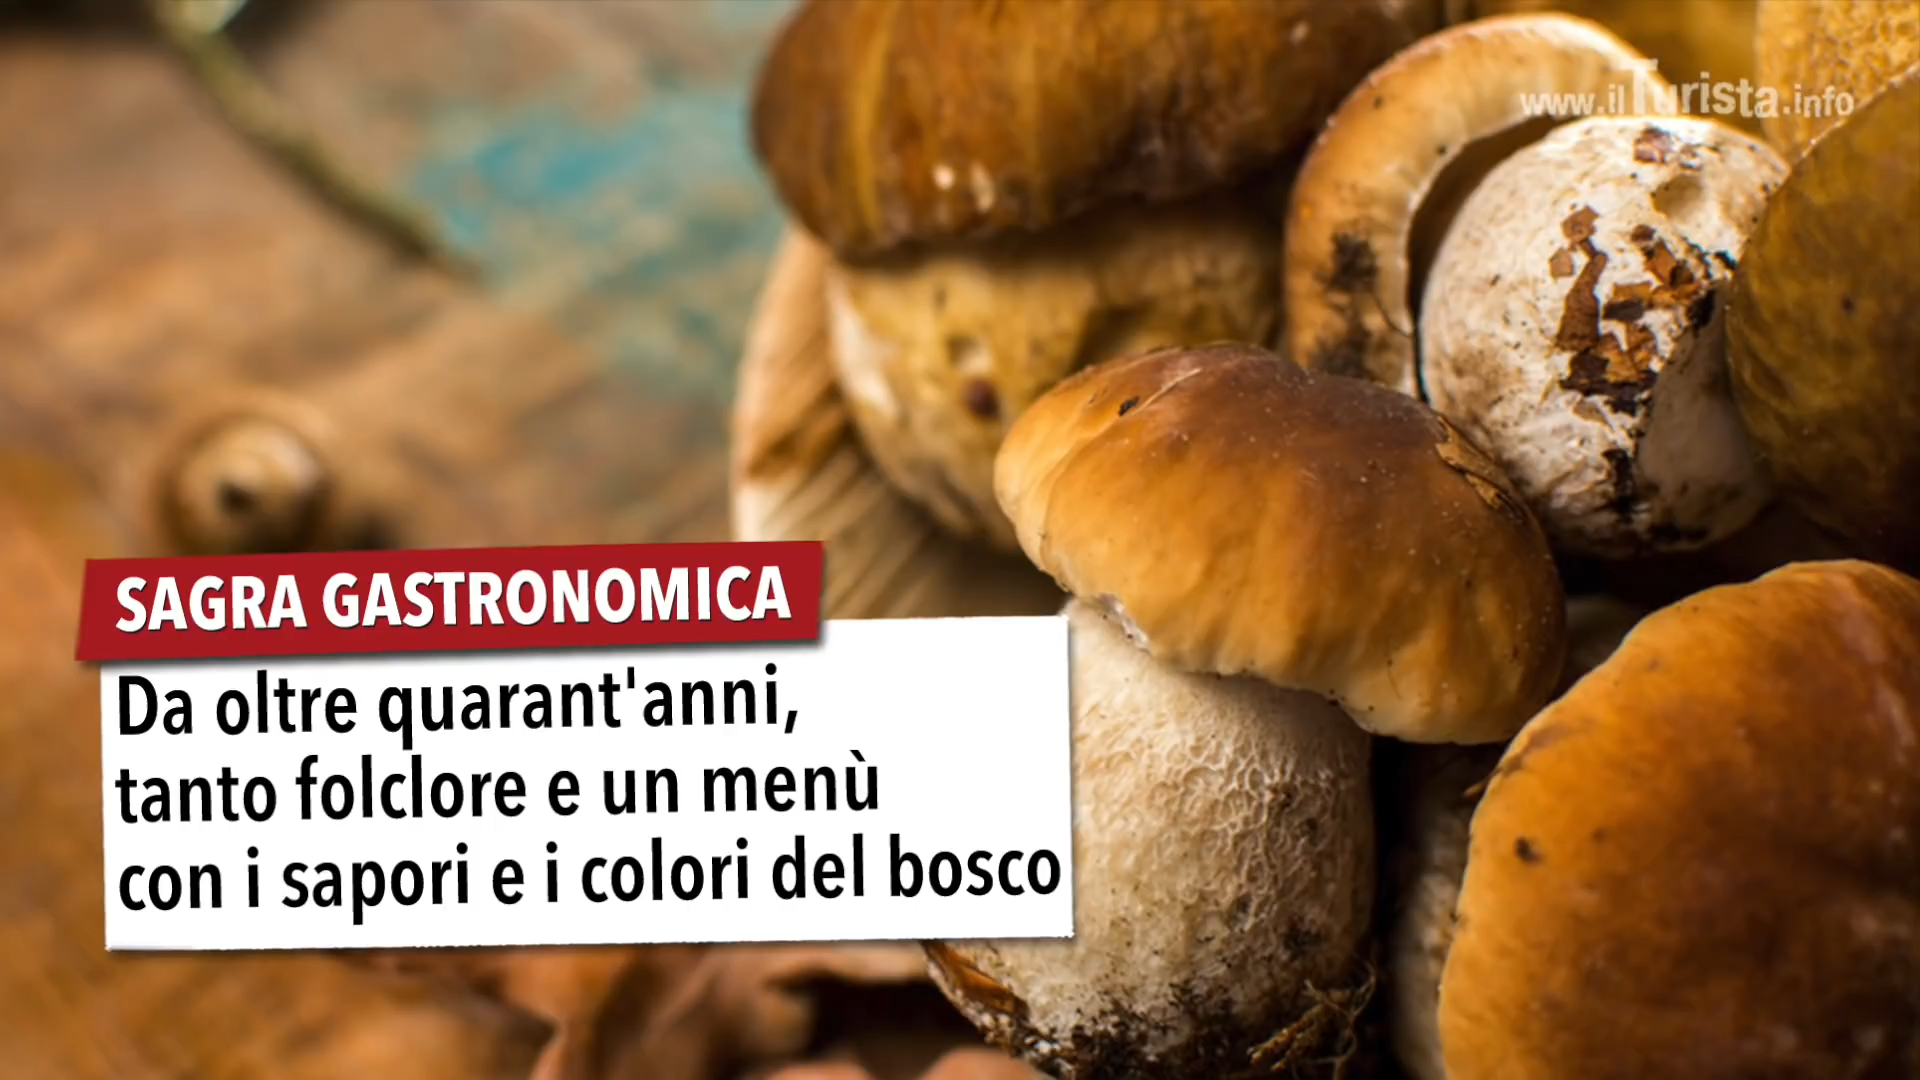 www.ilTurista.info
SAGRA GASTRONOMICA
Da oltre quarant'anni,
tanto folclore e un menù
con i sapori e i colori del bosco